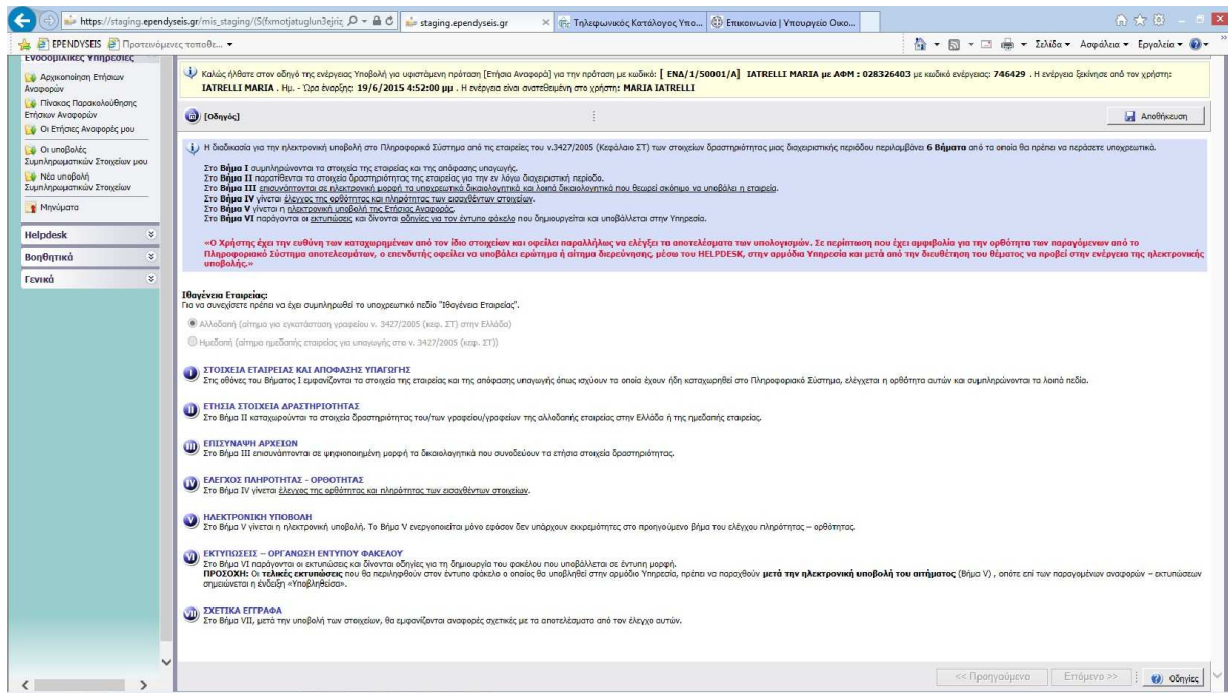 https://staging.ependyseis.gr/mis_staging/(S(fxmotjatuglun3ejriz
staging.ependyseis.gr
Τηλεφωνικός Κατάλογος Υπο...
Επικοινωνία | Υπουργείο Οικο...
EPENDYSEIS
Προτεινόμενες τοποθε...
Σελίδα
Ασφάλεια
Εργαλεία
Ενδοομιλικές Υπηρεσίες
Αρχικοποίηση Ετήσιων
Αναφορών
Πίνακας Παρακολούθησης
Ετήσιων Αναφορών
Οι Ετήσιες Αναφορές μου
Οι υποβολές
Συμπληρωματικών Στοιχείων μου
Νέα υποβολή
Συμπληρωματικών Στοιχείων
Μηνύματα
Helpdesk
Βοηθητικά
Γενικά
Καλώς ήλθατε στον οδηγό της ενέργειας Υποβολή για υφιστάμενη πρόταση [Ετήσια Αναφορά] για την πρόταση με κωδικό: [ ΕΝΔ/1/50001/Α] IATRELLI MARIA με ΑΦΜ : 028326403 με κωδικό ενέργειας: 746429 . Η ενέργεια ξεκίνησε από τον χρήστη:
IATRELLI MARIA . Ημ. - Ώρα έναρξης: 19/6/2015 4:52:00 μμ . Η ενέργεια είναι ανατεθειμένη στο χρήστη: MARIA IATRELLI
[Οδηγός]
Αποθήκευση
Η διαδικασία για την ηλεκτρονική υποβολή στο Πληροφοριακό Σύστημα από τις εταιρείες του ν.3427/2005 (Κεφάλαιο ΣΤ) των στοιχείων δραστηριότητας μιας διαχειριστικής περιόδου περιλαμβάνει 6 Βήματα από τα οποία θα πρέπει να περάσετε υποχρεωτικά.
Στο Βήμα I συμπληρώνονται τα στοιχεία της εταιρείας και της απόφασης υπαγωγής.
Στο Βήμα II παρατίθενται τα στοιχεία δραστηριότητας της εταιρείας για την εν λόγω διαχειριστική περίοδο.
Στο Βήμα III επισυνάπτονται σε ηλεκτρονική μορφή τα υποχρεωτικά δικαιολογητικά και λοιπά δικαιολογητικά που θεωρεί σκόπιμο να υποβάλει η εταιρεία.
Στο Βήμα IV γίνεται έλεγχος της ορθότητας και πληρότητας των εισαχθέντων στοιχείων.
Στο Βήμα V γίνεται η ηλεκτρονική υποβολή της Ετήσιας Αναφοράς.
Στο Βήμα VI παράγονται οι εκτυπώσεις και δίνονται οδηγίες για τον έντυπο φάκελο που δημιουργείται και υποβάλλεται στην Υπηρεσία.
«Ο Χρήστης έχει την ευθύνη των καταχωρημένων από τον ίδιο στοιχείων και οφείλει παραλλήλως να ελέγξει τα αποτελέσματα των υπολογισμών. Σε περίπτωση που έχει αμφιβολία για την ορθότητα των παραγόμενων από το
Πληροφοριακό Σύστημα αποτελεσμάτων, ο επενδυτής οφείλει να υποβάλει ερώτημα ή αίτημα διερεύνησης, μέσω του HELPDESK, στην αρμόδια Υπηρεσία και μετά από την διευθέτηση του θέματος να προβεί στην ενέργεια της ηλεκτρονικής
υποβολής.»
Ιθαγένεια Εταιρείας:
Για να συνεχίσετε πρέπει να έχει συμπληρωθεί το υποχρεωτικό πεδίο "Ιθαγένεια Εταιρείας".
Αλλοδαπή (αίτημα για εγκατάσταση γραφείου ν. 3427/2005 (κεφ. ΣΤ) στην Ελλάδα)
Ημεδαπή (αίτημα ημεδαπής εταιρείας για υπαγωγής στο ν. 3427/2005 (κεφ. ΣΤ))
I ΣΤΟΙΧΕΙΑ ΕΤΑΙΡΕΙΑΣ ΚΑΙ ΑΠΟΦΑΣΗΣ ΥΠΑΓΩΓΗΣ
Στις οθόνες του Βήματος I εμφανίζονται τα στοιχεία της εταιρείας και της απόφασης υπαγωγής όπως ισχύουν τα οποία έχουν ήδη καταχωρηθεί στο Πληροφοριακό Σύστημα, ελέγχεται η ορθότητα αυτών και συμπληρώνονται τα λοιπά πεδία.
II ΕΤΗΣΙΑ ΣΤΟΙΧΕΙΑ ΔΡΑΣΤΗΡΙΟΤΗΤΑΣ
Στο Βήμα II καταχωρούνται τα στοιχεία δραστηριότητας του/των γραφείου/γραφείων της αλλοδαπής εταιρείας στην Ελλάδα ή της ημεδαπής εταιρείας.
III ΕΠΙΣΥΝΑΨΗ ΑΡΧΕΙΩΝ
Στο Βήμα III επισυνάπτονται σε ψηφιοποιημένη μορφή τα δικαιολογητικά που συνοδεύουν τα ετήσια στοιχεία δραστηριότητας.
IV ΕΛΕΓΧΟΣ ΠΛΗΡΟΤΗΤΑΣ - ΟΡΘΟΤΗΤΑΣ
Στο Βήμα IV γίνεται έλεγχος της ορθότητας και πληρότητας των εισαχθέντων στοιχείων.
V ΗΛΕΚΤΡΟΝΙΚΗ ΥΠΟΒΟΛΗ
Στο Βήμα V γίνεται η ηλεκτρονική υποβολή. Το Βήμα V ενεργοποιείται μόνο εφόσον δεν υπάρχουν εκκρεμότητες στο προηγούμενο βήμα του ελέγχου πληρότητας – ορθότητας.
VI ΕΚΤΥΠΩΣΕΙΣ – ΟΡΓΑΝΩΣΗ ΕΝΤΥΠΟΥ ΦΑΚΕΛΟΥ
Στο Βήμα VI παράγονται οι εκτυπώσεις και δίνονται οδηγίες για τη δημιουργία του φακέλου που υποβάλλεται σε έντυπη μορφή.
ΠΡΟΣΟΧΗ: Οι τελικές εκτυπώσεις που θα περιληφθούν στον έντυπο φάκελο ο οποίος θα υποβληθεί στην αρμόδιο Υπηρεσία, πρέπει να παραχθούν μετά την ηλεκτρονική υποβολή του αιτήματος (Βήμα V) , οπότε επί των παραγομένων αναφορών – εκτυπώσεων
σημειώνεται η ένδειξη «Υποβληθείσα».
VII ΣΧΕΤΙΚΑ ΕΓΓΡΑΦΑ
Στο Βήμα VII, μετά την υποβολή των στοιχείων, θα εμφανίζονται αναφορές σχετικές με τα αποτελέσματα από τον έλεγχο αυτών.
<< Προηγούμενο
Επόμενο >>
Οδηγίες